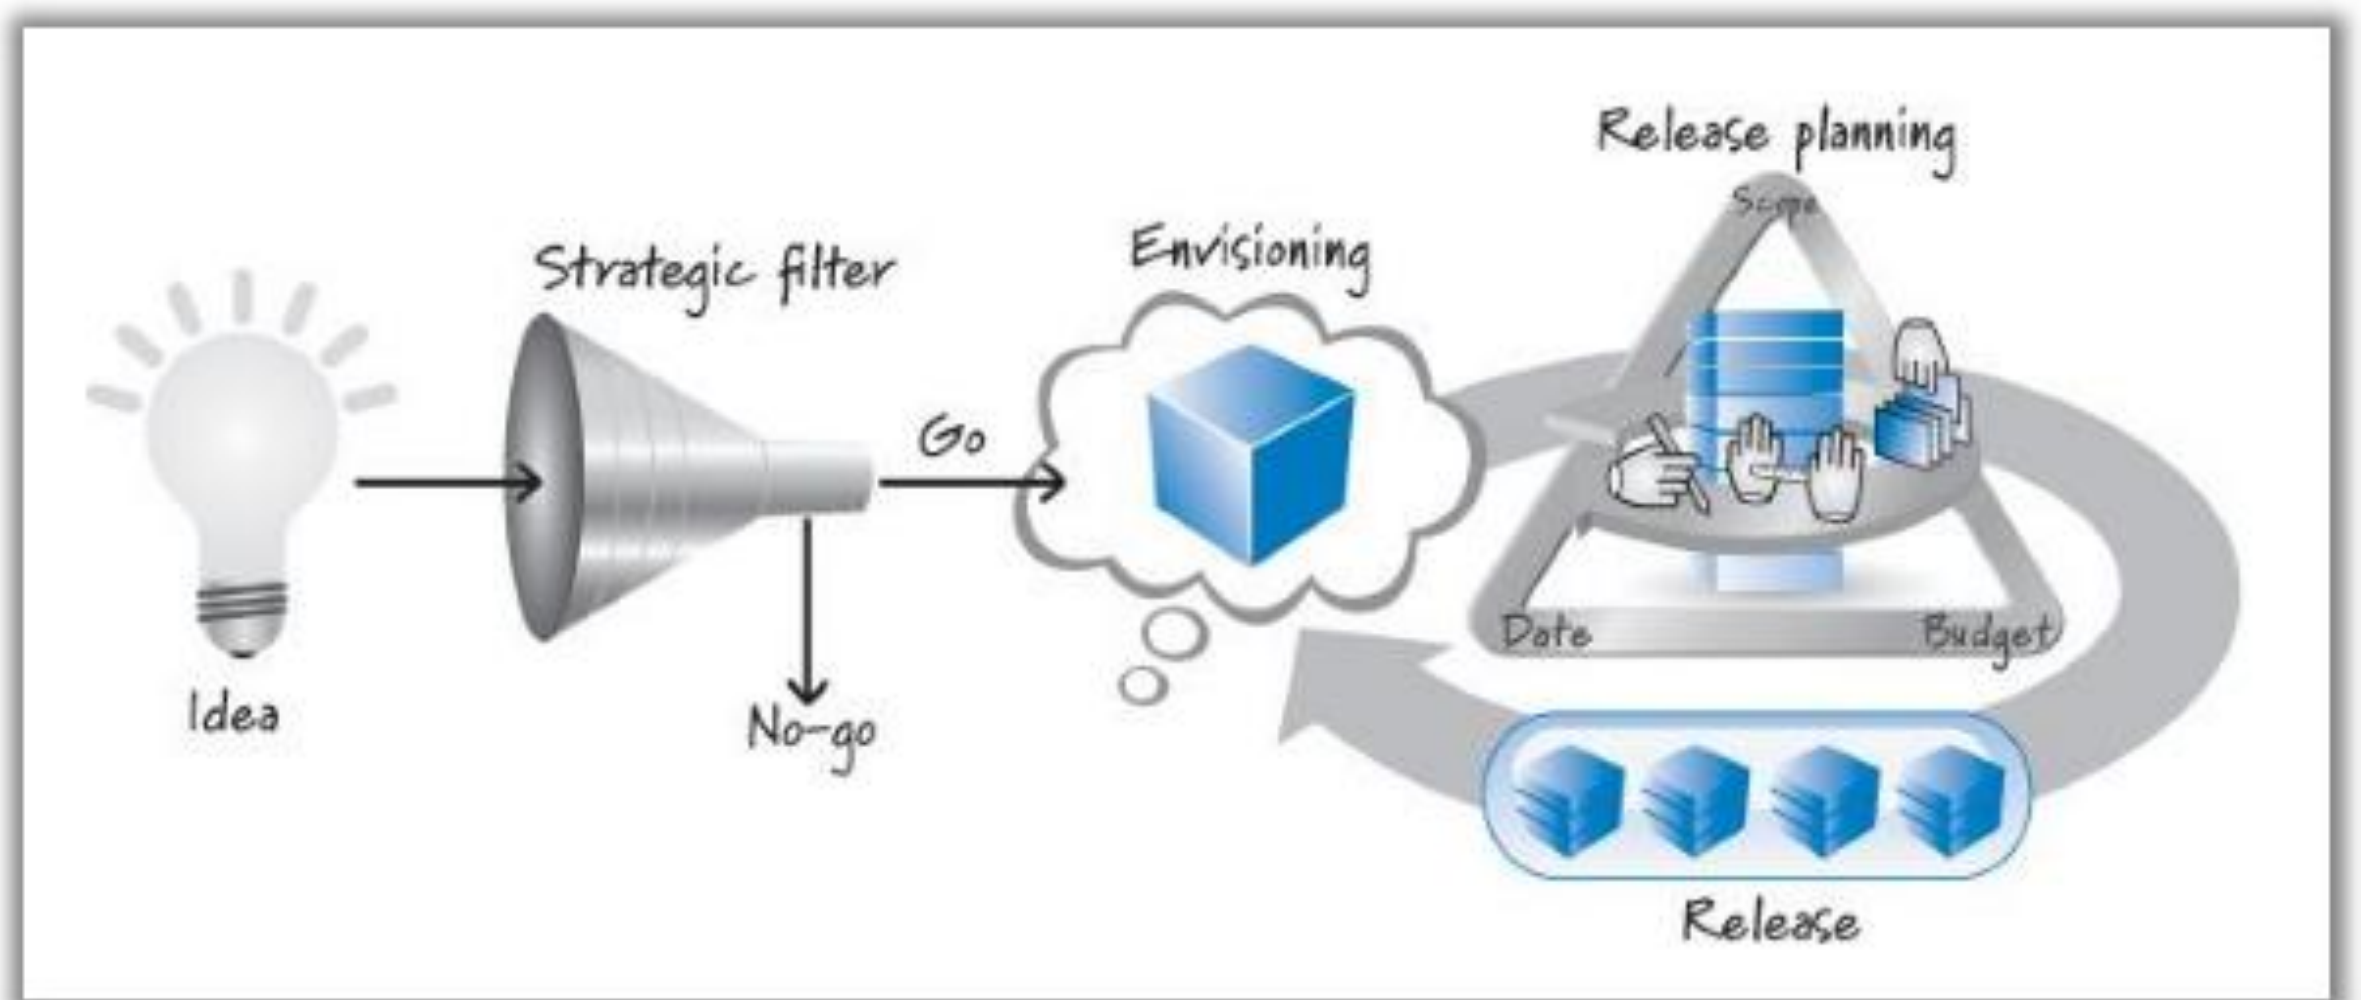 Release planning
Scope
Envisioning
Strategic filter
Go
Date
Budget
Idea
No-go
Release